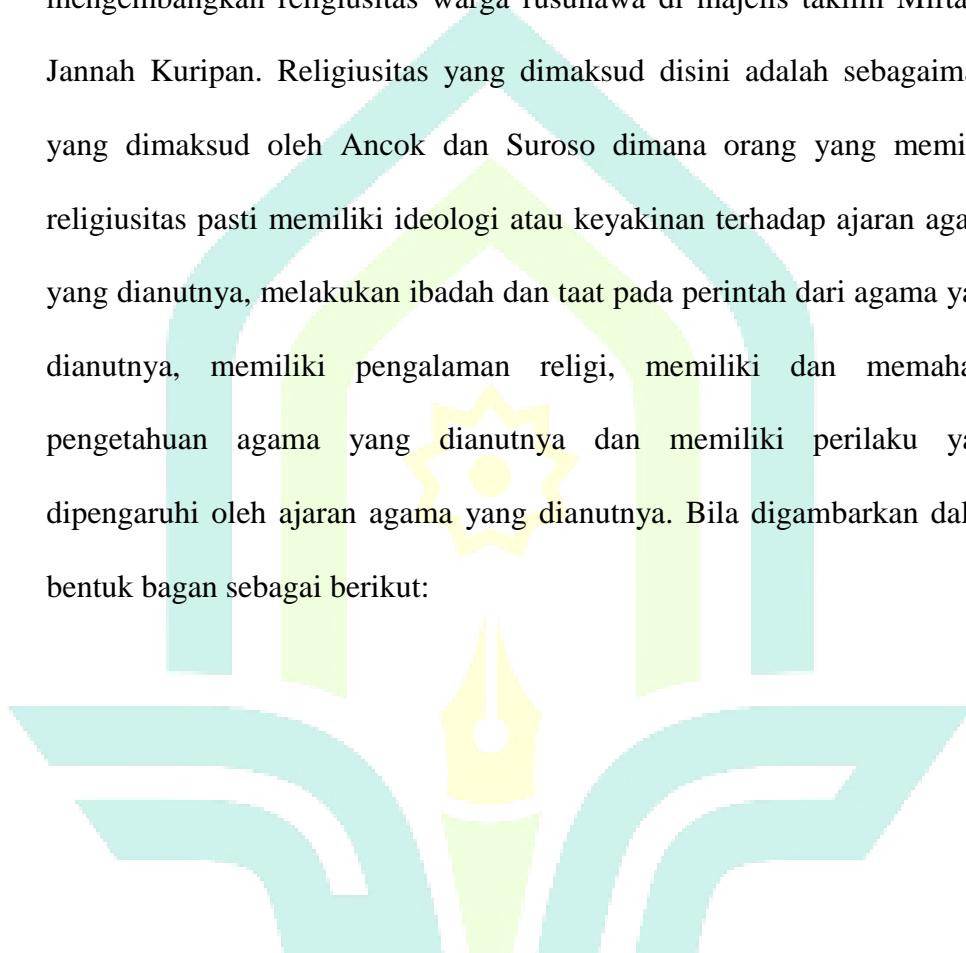 mengembangkan religiusitas warga rusunawa di majelis taklim Mifta
Jannah Kuripan. Religiusitas yang dimaksud disini adalah sebagaima
yang dimaksud oleh Ancok dan Suroso dimana orang yang memi
religiusitas pasti memiliki ideologi atau keyakinan terhadap ajaran aga
yang dianutnya, melakukan ibadah dan taat pada perintah dari agama ya
dianutnya, memiliki pengalaman religi, memiliki dan memaha
pengetahuan agama yang dianutnya dan memiliki perilaku ya
dipengaruhi oleh ajaran agama yang dianutnya. Bila digambarkan dal
bentuk bagan sebagai berikut: